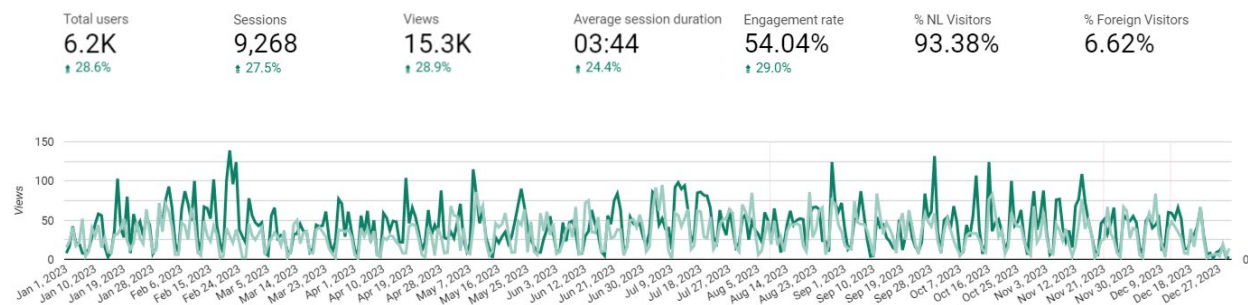 Total users Sessions Views Average session duration Engagement rate % NL Visitors % Foreign Visitors
6.2K 9,268 15.3K 03:44 54.04% 93.38% 6.62%
28.6% 27.5% 28.9% 24.4% 29.0%
150
100
50
0
0
Views
Jan 1, 2023 Jan 10, 2023 Jan 19, 2023 Jan 28, 2023 Feb 6, 2023 Feb 15, 2023 Feb 24, 2023 Mar 5, 2023 Mar 14, 2023 Mar 23, 2023 Apr 1, 2023 Apr 10, 2023 Apr 19, 2023 Apr 28, 2023 May 7, 2023 May 16, 2023 May 25, 2023 Jun 3, 2023 Jun 12, 2023 Jun 21, 2023 Jun 30, 2023 Jul 9, 2023 Jul 18, 2023 Jul 27, 2023 Aug 5, 2023 Aug 14, 2023 Aug 23, 2023 Sep 1, 2023 Sep 10, 2023 Sep 19, 2023 Sep 28, 2023 Oct 7, 2023 Oct 16, 2023 Oct 25, 2023 Nov 3, 2023 Nov 12, 2023 Nov 21, 2023 Nov 30, 2023 Dec 9, 2023 Dec 18, 2023 Dec 27, 2023